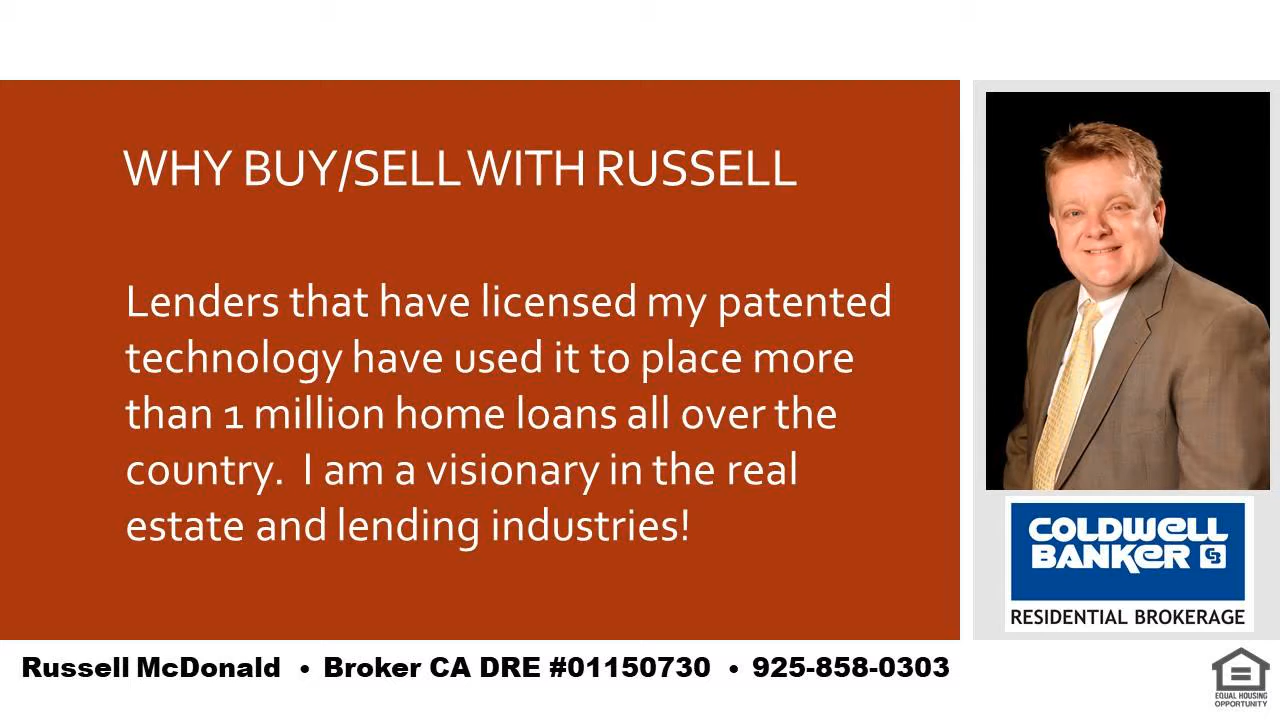 WHY BUY/SELL WITH RUSSELL
Lenders that have licensed my patented
technology have used it to place more
than 1 million home loans all over the
country.  I am a visionary in the real
estate and lending industries!
COLDWELL
BANKER CB
RESIDENTIAL BROKERAGE
Russell McDonald • Broker CA DRE #01150730 • 925-858-0303
EQUAL HOUSING
OPPORTUNITY